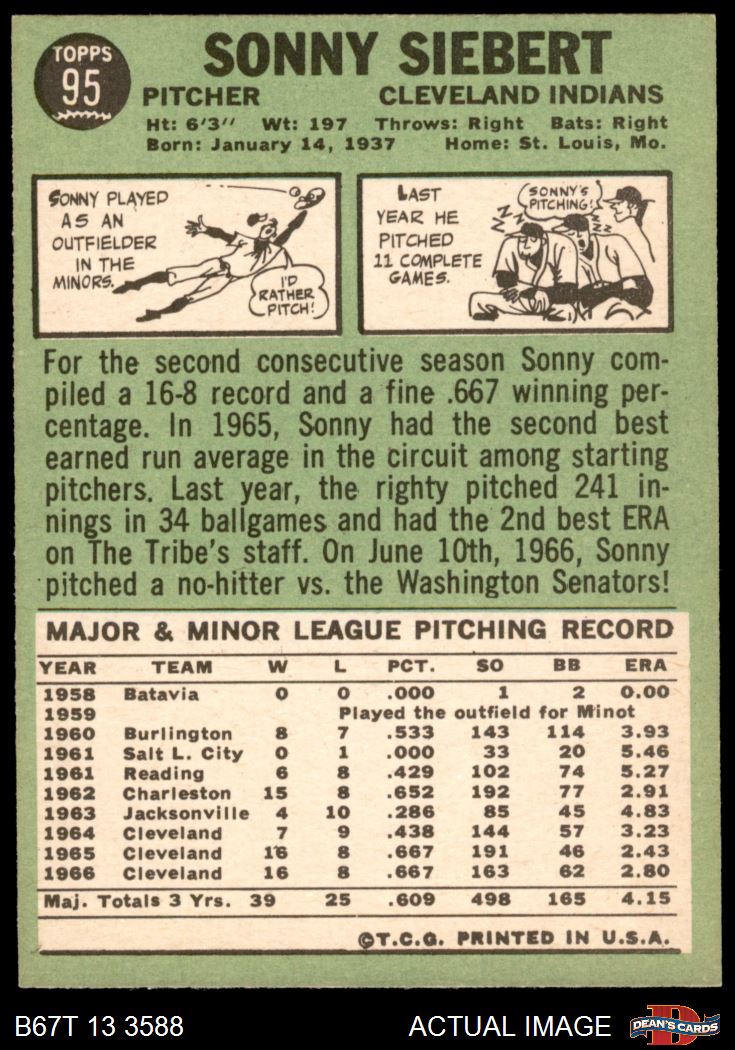 TOPPS
95
SONNY SIEBERT
PITCHER CLEVELAND INDIANS
Ht: 6'3" Wt: 197 Throws: Right Bats: Right
Born: January 14, 1937 Home: St. Louis, Mo.
SONNY PLAYED
AS AN
OUTFIELDER
IN THE
MINORS.
I'D
RATHER
PITCH!
LAST
YEAR HE
PITCHED
11 COMPLETE
GAMES.
SONNY'S
PITCHING!
Z Z Z
Z Z Z
For the second consecutive season Sonny com-
piled a 16-8 record and a fine .667 winning per-
centage. In 1965, Sonny had the second best
earned run average in the circuit among starting
pitchers. Last year, the righty pitched 241 in-
nings in 34 ballgames and had the 2nd best ERA
on The Tribe's staff. On June 10th, 1966, Sonny
pitched a no-hitter vs. the Washington Senators!
MAJOR & MINOR LEAGUE PITCHING RECORD
YEAR TEAM W L PCT. SO BB ERA
1958 Batavia 0 0 .000 1 2 0.00
1959 Played the outfield for Minot
1960 Burlington 8 7 .533 143 114 3.93
1961 Salt L. City 0 1 .000 33 20 5.46
1961 Reading 6 8 .429 102 74 5.27
1962 Charleston 15 8 .652 192 77 2.91
1963 Jacksonville 4 10 .286 85 45 4.83
1964 Cleveland 7 9 .438 144 57 3.23
1965 Cleveland 16 8 .667 191 46 2.43
1966 Cleveland 16 8 .667 163 62 2.80
Maj. Totals 3 Yrs. 39 25 .609 498 165 4.15
©T.C.G. PRINTED IN U.S.A.
B67T 13 3588 ACTUAL IMAGE
D
DEAN'S CARDS